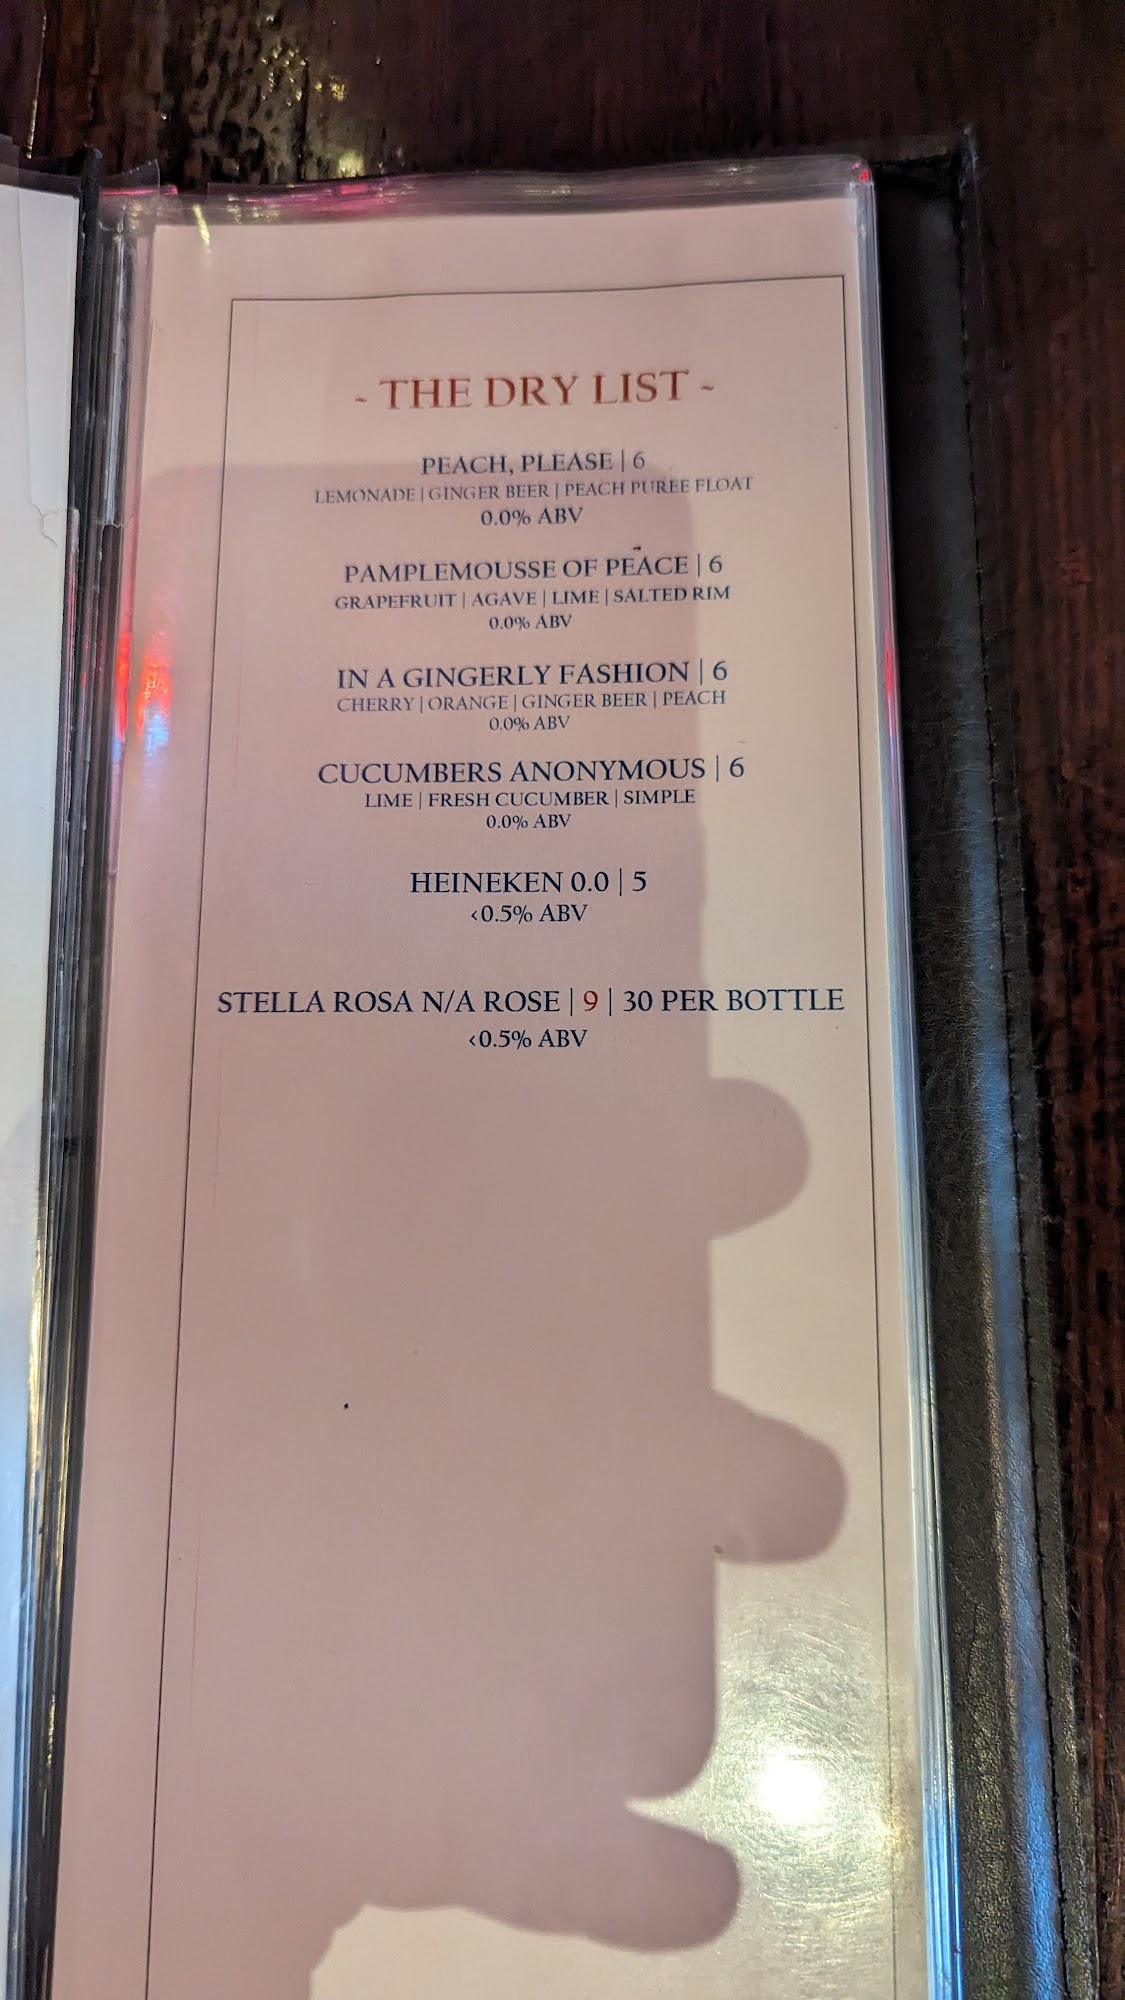 ~ THE DRY LIST ~
PEACH, PLEASE | 6
LEMONADE | GINGER BEER | PEACH PUREE FLOAT
0.0% ABV
PAMPLEMOUSSE OF PEACE | 6
GRAPEFRUIT | AGAVE | LIME | SALTED RIM
0.0% ABV
IN A GINGERLY FASHION | 6
CHERRY | ORANGE | GINGER BEER | PEACH
0.0% ABV
CUCUMBERS ANONYMOUS | 6
LIME | FRESH CUCUMBER | SIMPLE
0.0% ABV
HEINEKEN 0.0 | 5
<0.5% ABV
STELLA ROSA N/A ROSE | 9 | 30 PER BOTTLE
<0.5% ABV